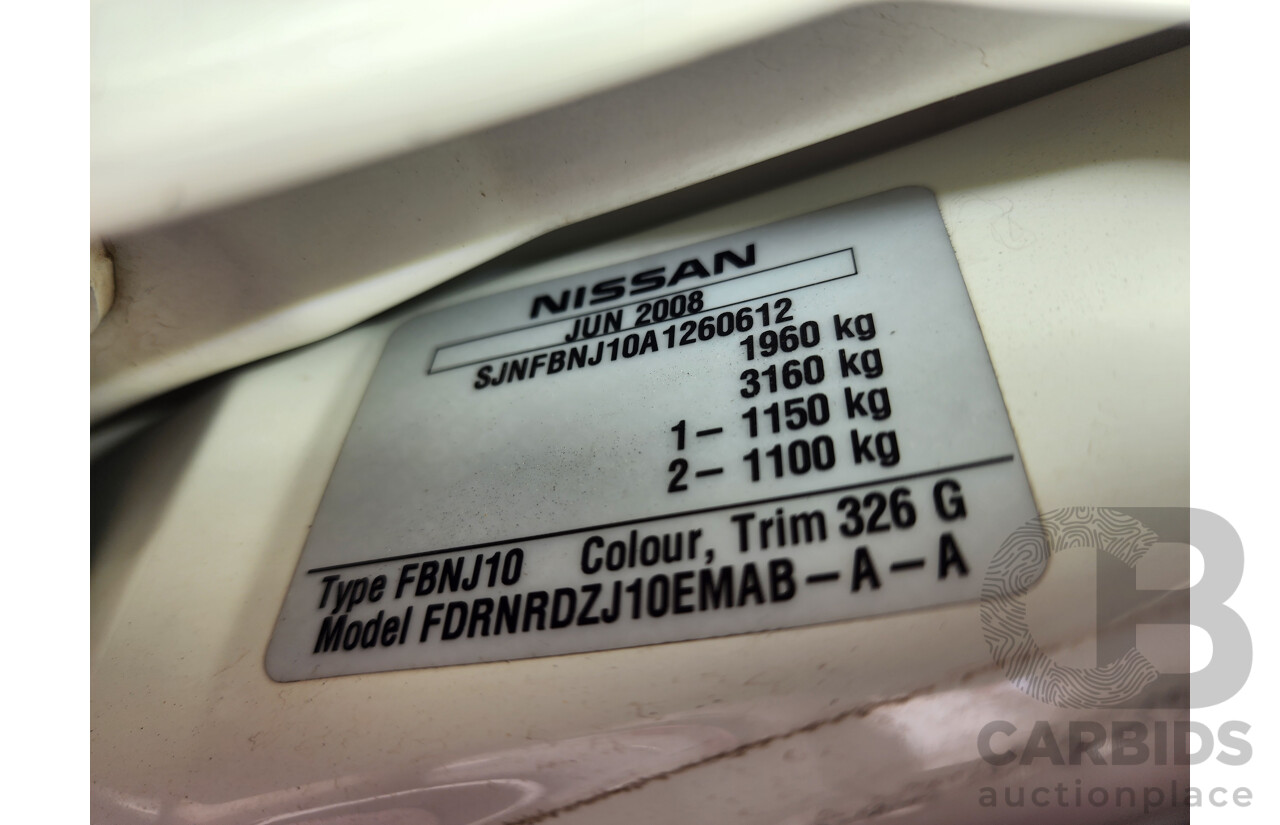 NISSAN
JUN 2008
SJNFBNJ10A1260612
1960 kg
3160 kg
1– 1150 kg
2– 1100 kg
Type FBNJ10 Colour, Trim 326 G
Model FDRNRDZJ10EMAB – A – A
CB
CARBIDS
auctionplace